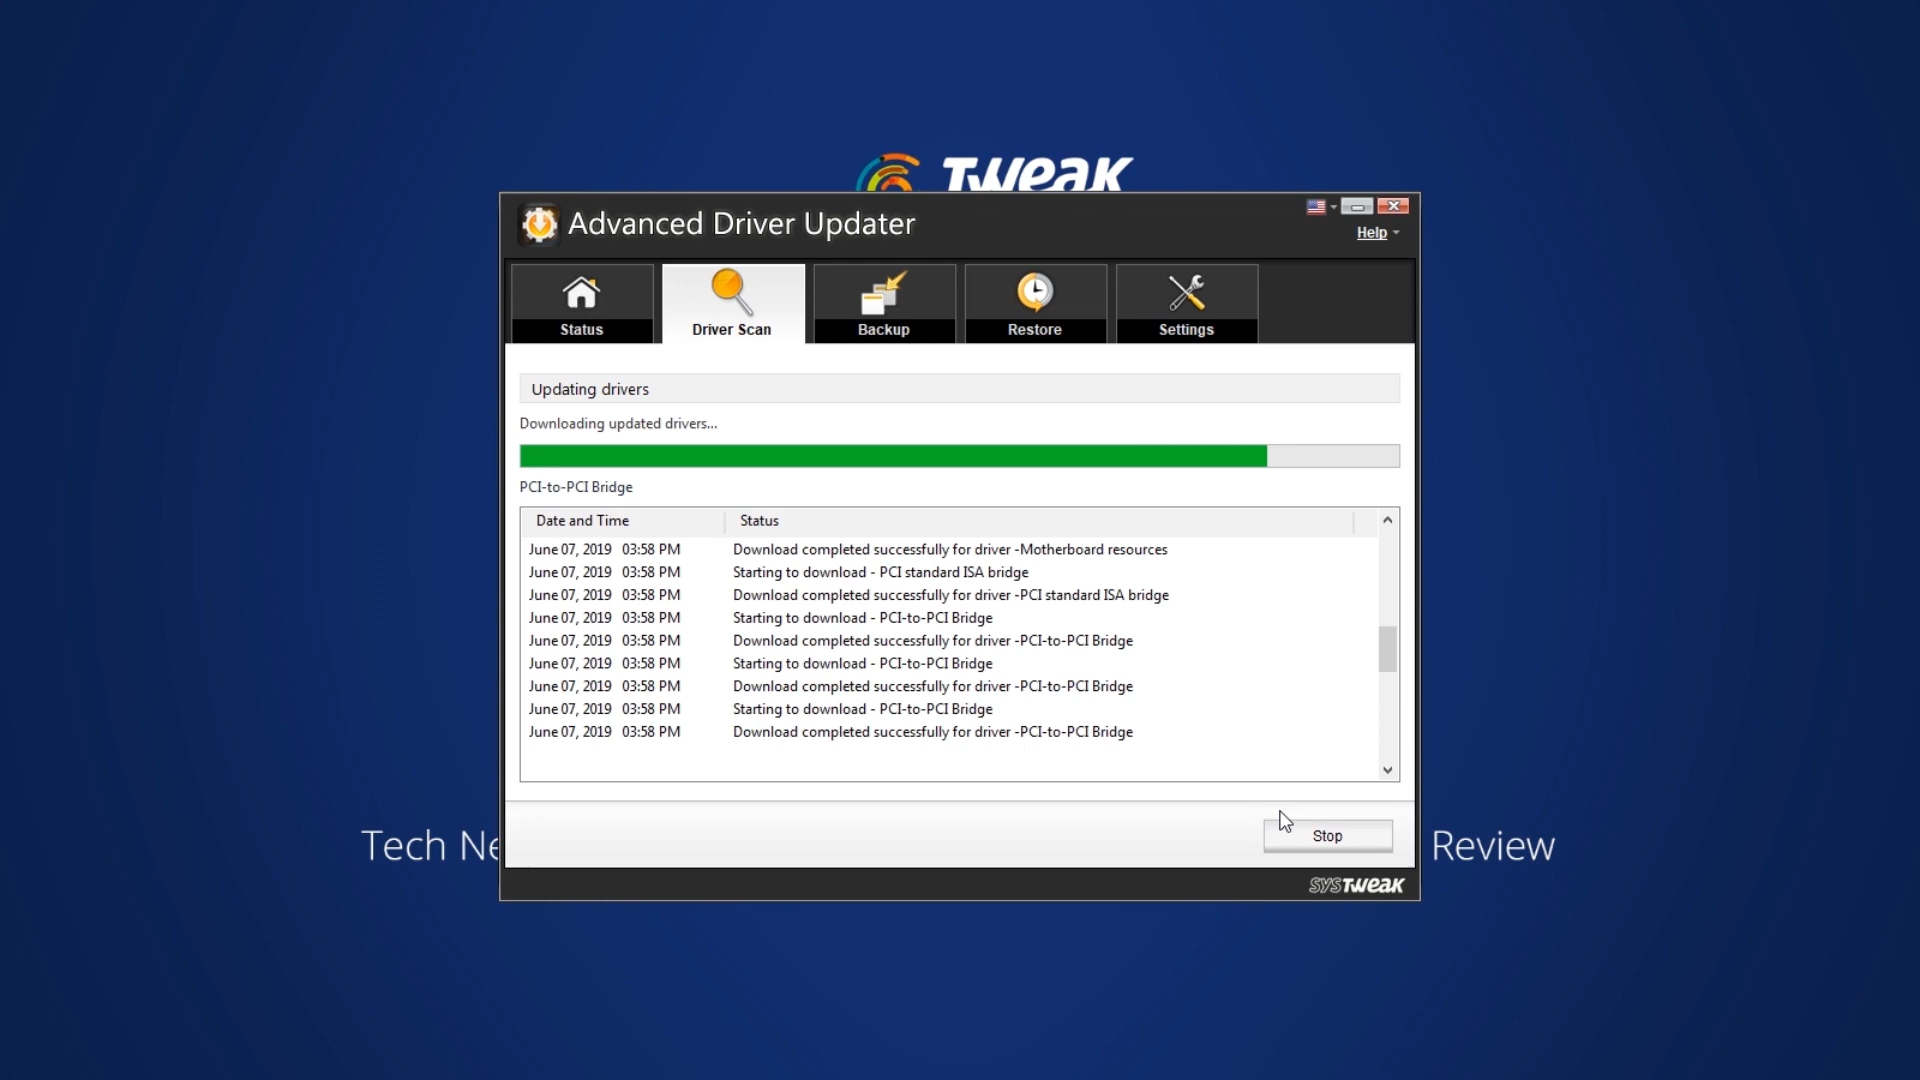 TWEAK
Advanced Driver Updater
Help
Status
Driver Scan
Backup
Restore
Settings
Updating drivers
Downloading updated drivers...
PCI-to-PCI Bridge
Date and Time Status
June 07, 2019 03:58 PM Download completed successfully for driver -Motherboard resources
June 07, 2019 03:58 PM Starting to download - PCI standard ISA bridge
June 07, 2019 03:58 PM Download completed successfully for driver -PCI standard ISA bridge
June 07, 2019 03:58 PM Starting to download - PCI-to-PCI Bridge
June 07, 2019 03:58 PM Download completed successfully for driver -PCI-to-PCI Bridge
June 07, 2019 03:58 PM Starting to download - PCI-to-PCI Bridge
June 07, 2019 03:58 PM Download completed successfully for driver -PCI-to-PCI Bridge
June 07, 2019 03:58 PM Starting to download - PCI-to-PCI Bridge
June 07, 2019 03:58 PM Download completed successfully for driver -PCI-to-PCI Bridge
Stop
Tech Review
SYSTWEAK